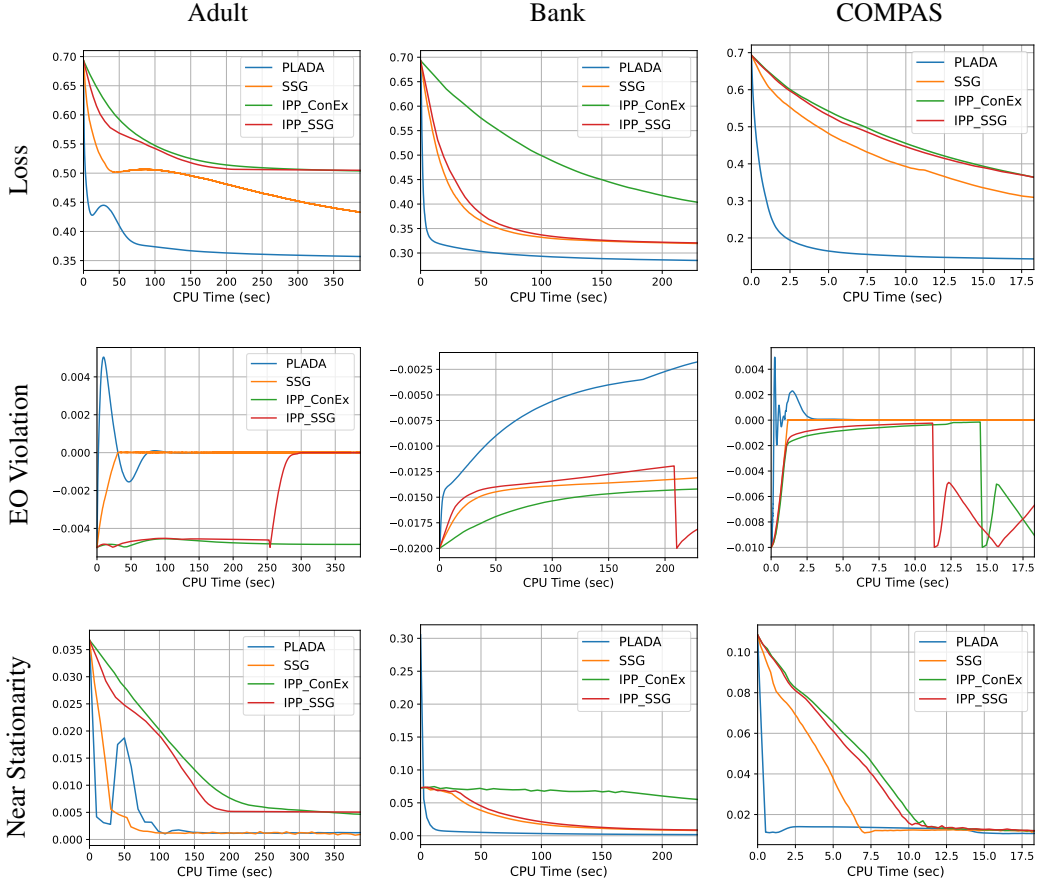 Adult
Bank
COMPAS
Loss
0.70
0.65
0.60
0.55
0.50
0.45
0.40
0.35
0 50 100 150 200 250 300 350
CPU Time (sec)
PLADA
SSG
IPP_ConEx
IPP_SSG
0.70
0.65
0.60
0.55
0.50
0.45
0.40
0.35
0.30
0 50 100 150 200
CPU Time (sec)
PLADA
SSG
IPP_ConEx
IPP_SSG
0.7
0.6
0.5
0.4
0.3
0.2
0.0 2.5 5.0 7.5 10.0 12.5 15.0 17.5
CPU Time (sec)
PLADA
SSG
IPP_ConEx
IPP_SSG
EO Violation
0.004
0.002
0.000
−0.002
−0.004
0 50 100 150 200 250 300 350
CPU Time (sec)
PLADA
SSG
IPP_ConEx
IPP_SSG
−0.0025
−0.0050
−0.0075
−0.0100
−0.0125
−0.0150
−0.0175
−0.0200
0 50 100 150 200
CPU Time (sec)
0.004
0.002
0.000
−0.002
−0.004
−0.006
−0.008
−0.010
0.0 2.5 5.0 7.5 10.0 12.5 15.0 17.5
CPU Time (sec)
PLADA
SSG
IPP_ConEx
IPP_SSG
Near Stationarity
0.035
0.030
0.025
0.020
0.015
0.010
0.005
0.000
0 50 100 150 200 250 300 350
CPU Time (sec)
PLADA
SSG
IPP_ConEx
IPP_SSG
0.30
0.25
0.20
0.15
0.10
0.05
0.00
0 50 100 150 200
CPU Time (sec)
PLADA
SSG
IPP_ConEx
IPP_SSG
0.10
0.08
0.06
0.04
0.02
0.0 2.5 5.0 7.5 10.0 12.5 15.0 17.5
CPU Time (sec)
PLADA
SSG
IPP_ConEx
IPP_SSG